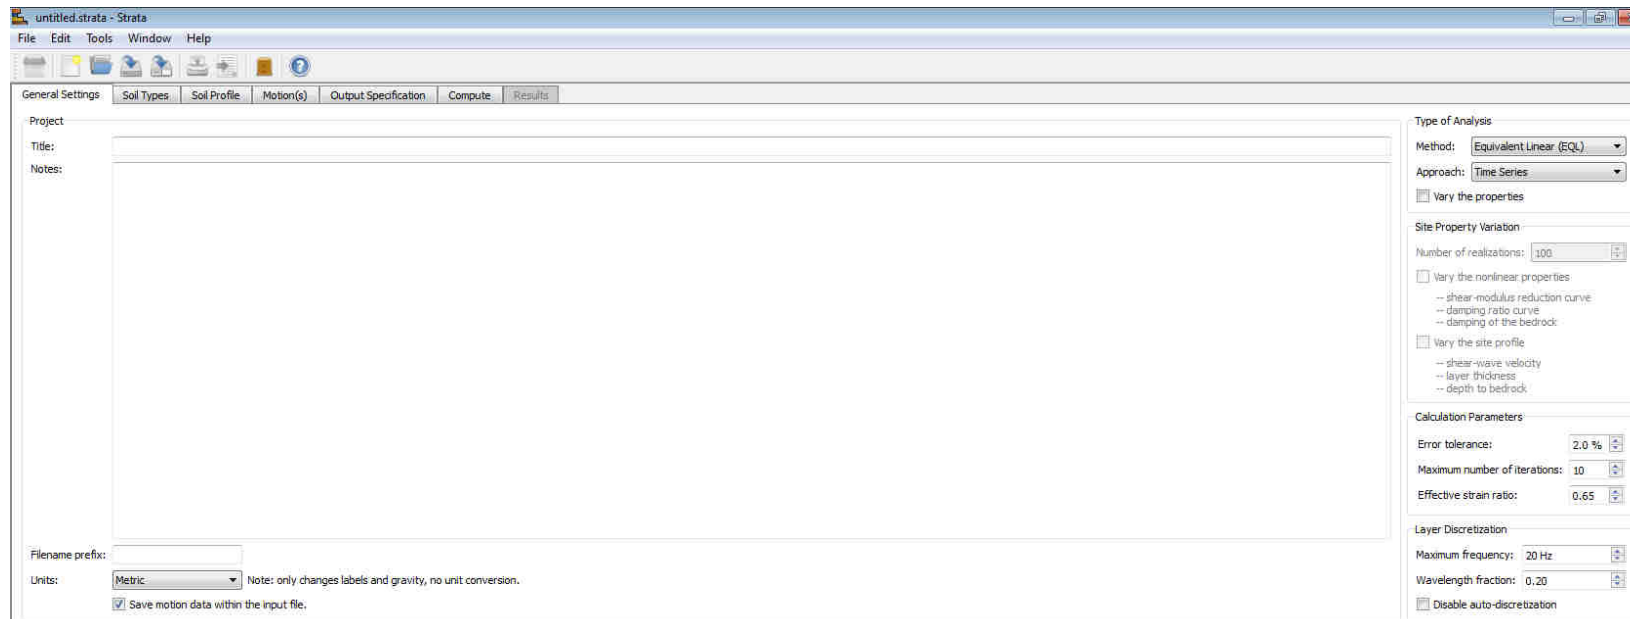 untitled.strata - Strata
File Edit Tools Window Help
General Settings Soil Types Soil Profile Motion(s) Output Specification Compute Results
Project
Title:
Notes:
Filename prefix:
Units: Metric Note: only changes labels and gravity, no unit conversion.
Save motion data within the input file.
Type of Analysis
Method: Equivalent Linear (EQL)
Approach: Time Series
Vary the properties
Site Property Variation
Number of realizations: 100
Vary the nonlinear properties
-- shear-modulus reduction curve
-- damping ratio curve
-- damping of the bedrock
Vary the site profile
-- shear-wave velocity
-- layer thickness
-- depth to bedrock
Calculation Parameters
Error tolerance: 2.0 %
Maximum number of iterations: 10
Effective strain ratio: 0.65
Layer Discretization
Maximum frequency: 20 Hz
Wavelength fraction: 0.20
Disable auto-discretization